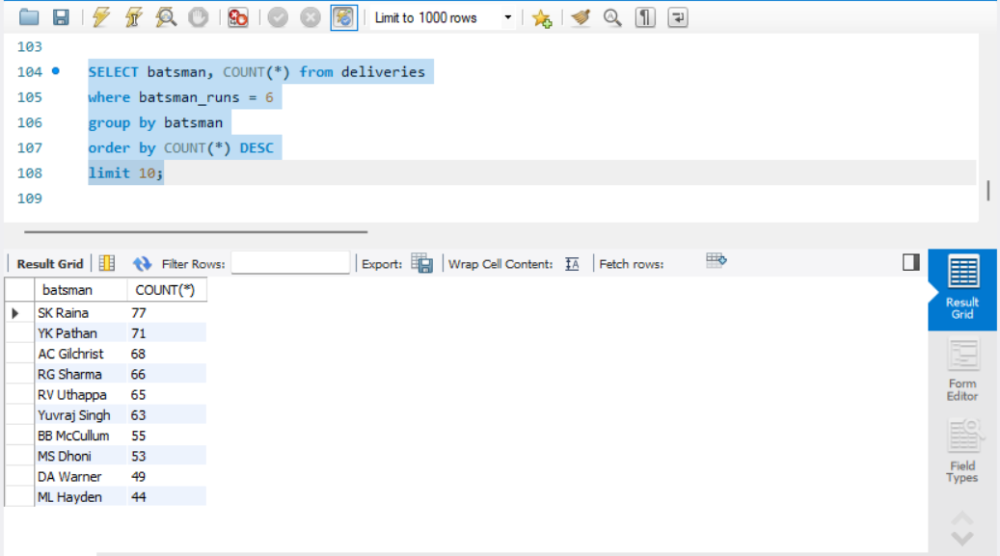 Limit to 1000 rows
103
104 SELECT batsman, COUNT(*) from deliveries
105 where batsman_runs = 6
106 group by batsman
107 order by COUNT(*) DESC
108 limit 10;
109
Result Grid Filter Rows: Export: Wrap Cell Content: IA Fetch rows:
batsman COUNT(*)
SK Raina 77
YK Pathan 71
AC Gilchrist 68
RG Sharma 66
RV Uthappa 65
Yuvraj Singh 63
BB McCullum 55
MS Dhoni 53
DA Warner 49
ML Hayden 44
Result
Grid
Form
Editor
Field
Types